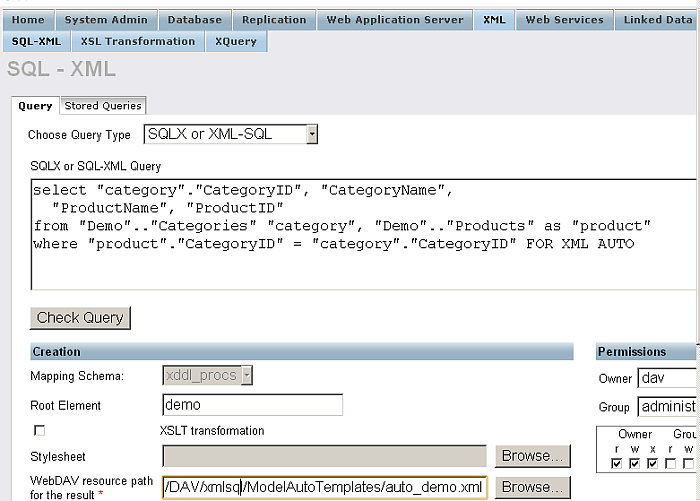 Home System Admin Database Replication Web Application Server XML Web Services Linked Data
SQL-XML XSL Transformation XQuery
SQL - XML
Query Stored Queries
Choose Query Type SQLX or XML-SQL
SQLX or SQL-XML Query
select "category"."CategoryID", "CategoryName",
"ProductName", "ProductID"
from "Demo".."Categories" "category", "Demo".."Products" as "product"
where "product"."CategoryID" = "category"."CategoryID" FOR XML AUTO
Check Query
Creation Permissions
Mapping Schema: xddl_procs
Owner dav
Root Element demo
Group administ
XSLT transformation
Owner Grou
r w x r w
Stylesheet Browse...
WebDAV resource path
for the result * /DAV/xmlsql/ModelAutoTemplates/auto_demo.xml Browse...